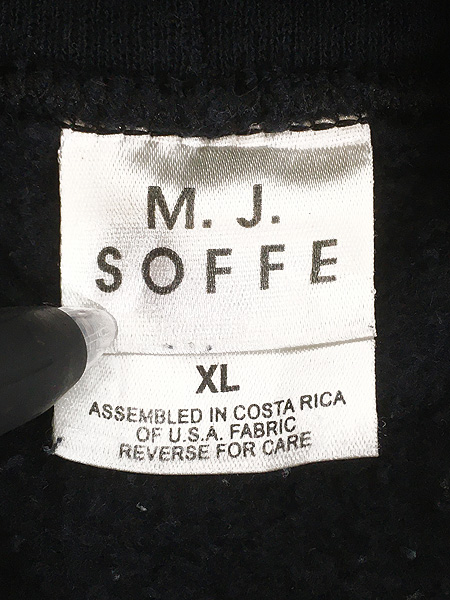 M. J.
SOFFE
XL
ASSEMBLED IN COSTA RICA
OF U.S.A. FABRIC
REVERSE FOR CARE